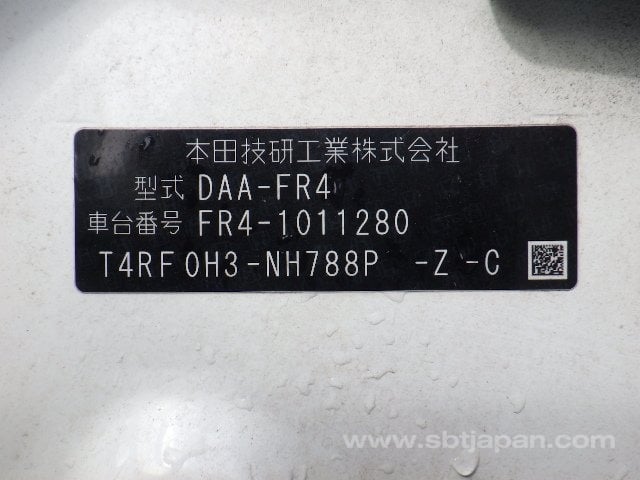 本田技研工業株式会社
型式 DAA-FR4
車台番号 FR4-1011280
T4RF0H3-NH788P -Z -C
www.sbtjapan.com